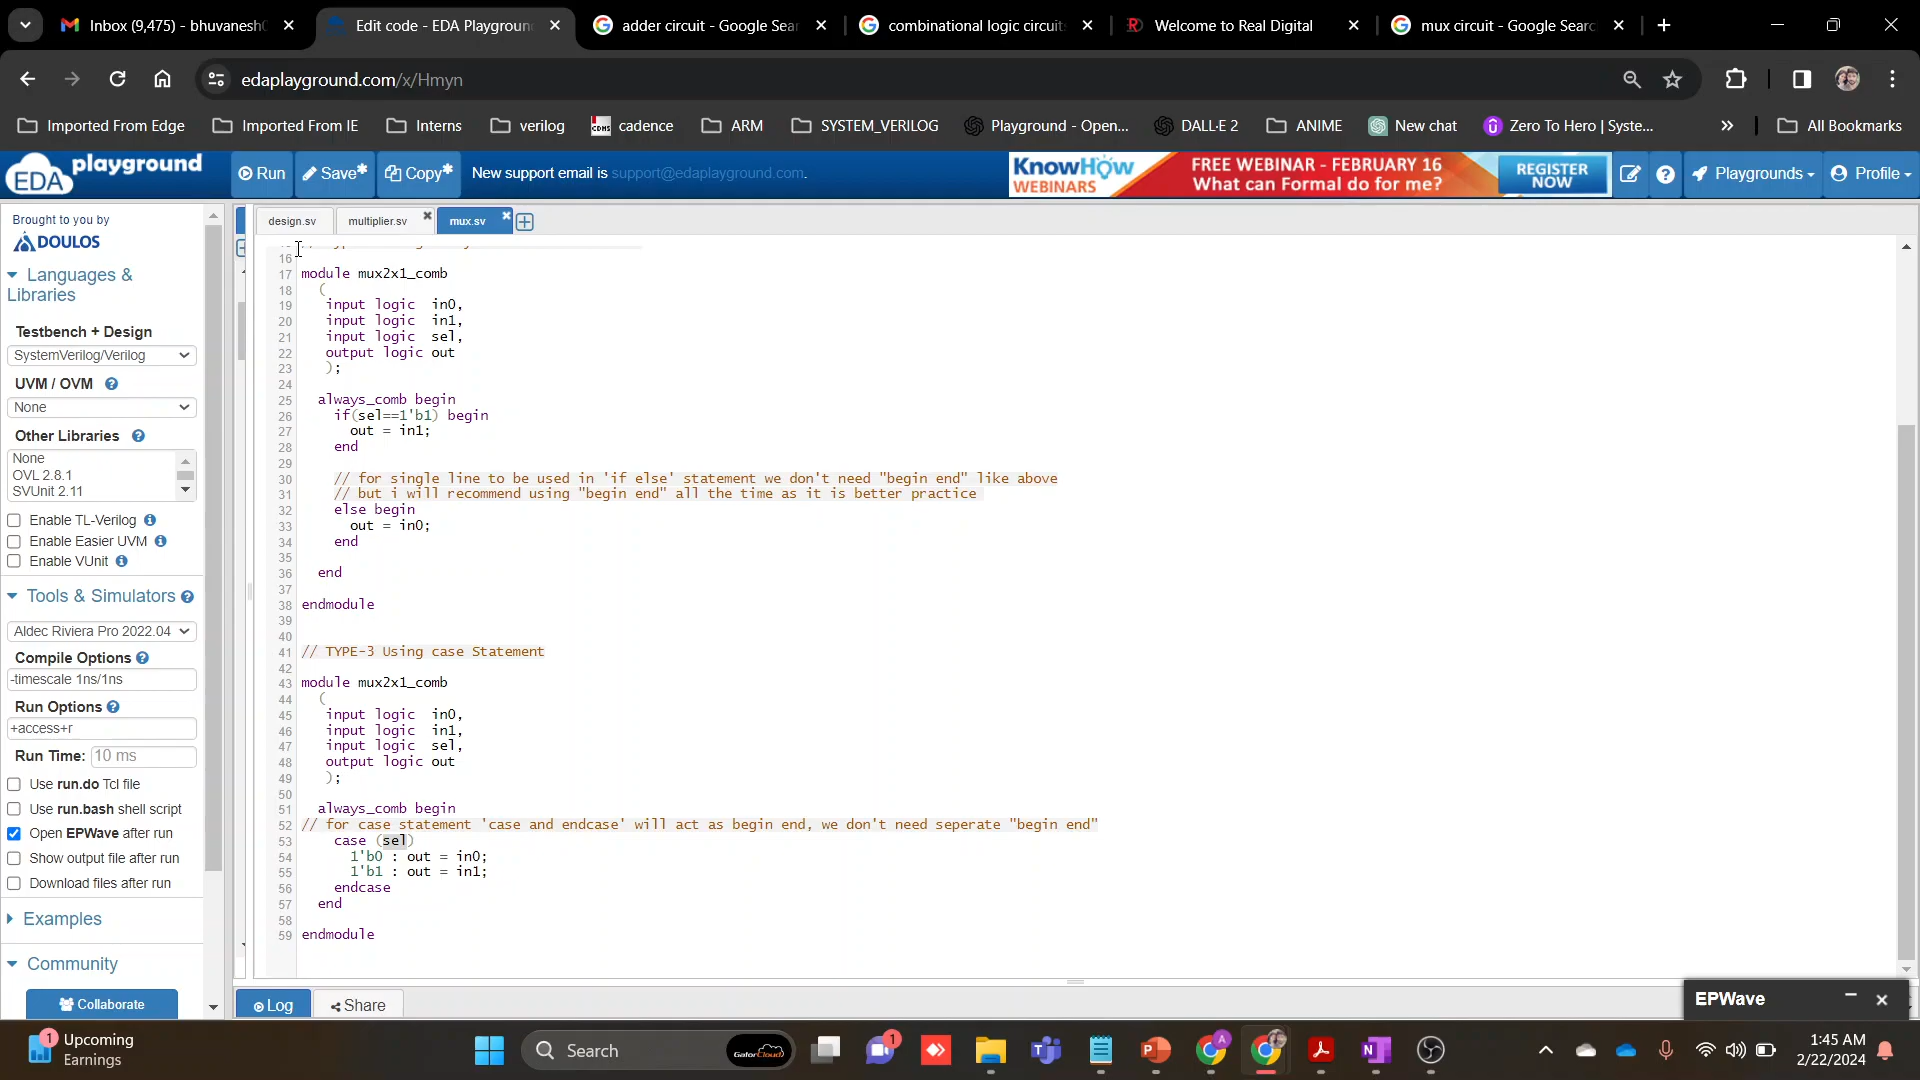 Inbox (9,475) - bhuvanesh
Edit code - EDA Playground
adder circuit - Google Sea
combinational logic circuit
Welcome to Real Digital
mux circuit - Google Searc
edaplayground.com/x/Hmyn
Imported From Edge
Imported From IE
Interns
verilog
cadence
ARM
SYSTEM_VERILOG
Playground - Open...
DALL·E 2
ANIME
New chat
Zero To Hero | Syste...
All Bookmarks
EDA playground
Run
Save*
Copy*
New support email is support@edaplayground.com.
KnowHow WEBINARS
FREE WEBINAR - FEBRUARY 16
What can Formal do for me?
REGISTER NOW
Playgrounds
Profile
Brought to you by
DOULOS
Languages &
Libraries
Testbench + Design
SystemVerilog/Verilog
UVM / OVM
None
Other Libraries
None
OVL 2.8.1
SVUnit 2.11
Enable TL-Verilog
Enable Easier UVM
Enable VUnit
Tools & Simulators
Aldec Riviera Pro 2022.04
Compile Options
-timescale 1ns/1ns
Run Options
+access+r
Run Time: 10 ms
Use run.do Tcl file
Use run.bash shell script
Open EPWave after run
Show output file after run
Download files after run
Examples
Community
Collaborate
design.sv
multiplier.sv
mux.sv
16
17 module mux2x1_comb
18 (
19 input logic in0,
20 input logic in1,
21 input logic sel,
22 output logic out
23 );
24
25 always_comb begin
26 if(sel==1'b1) begin
27 out = in1;
28 end
29
30 // for single line to be used in 'if else' statement we don't need "begin end" like above
31 // but i will recommend using "begin end" all the time as it is better practice
32 else begin
33 out = in0;
34 end
35
36 end
37
38 endmodule
39
40
41 // TYPE-3 Using case Statement
42
43 module mux2x1_comb
44 (
45 input logic in0,
46 input logic in1,
47 input logic sel,
48 output logic out
49 );
50
51 always_comb begin
52 // for case statement 'case and endcase' will act as begin end, we don't need seperate "begin end"
53 case (sel)
54 1'b0 : out = in0;
55 1'b1 : out = in1;
56 endcase
57 end
58
59 endmodule
Log
Share
EPWave
1
Upcoming
Earnings
Search
GatorCloud
1
A
1:45 AM
2/22/2024